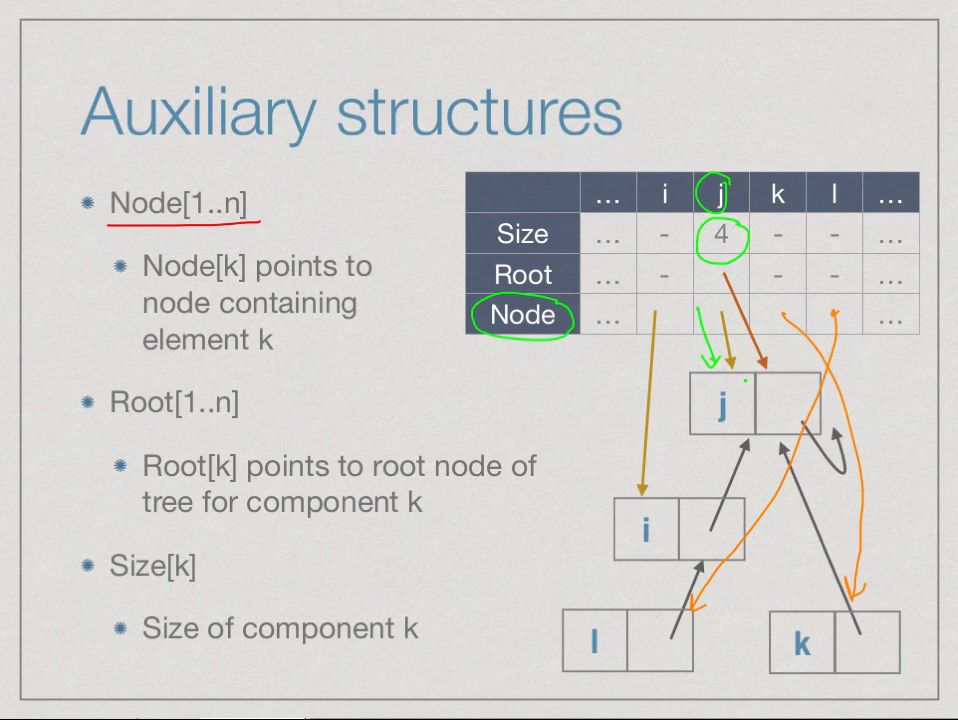 Auxiliary structures
Node[1..n]
Node[k] points to
node containing
element k
Root[1..n]
Root[k] points to root node of
tree for component k
Size[k]
Size of component k
... i j k l ...
Size ... - 4 - - ...
Root ... - - - ...
Node ... ...
j
i
l
k